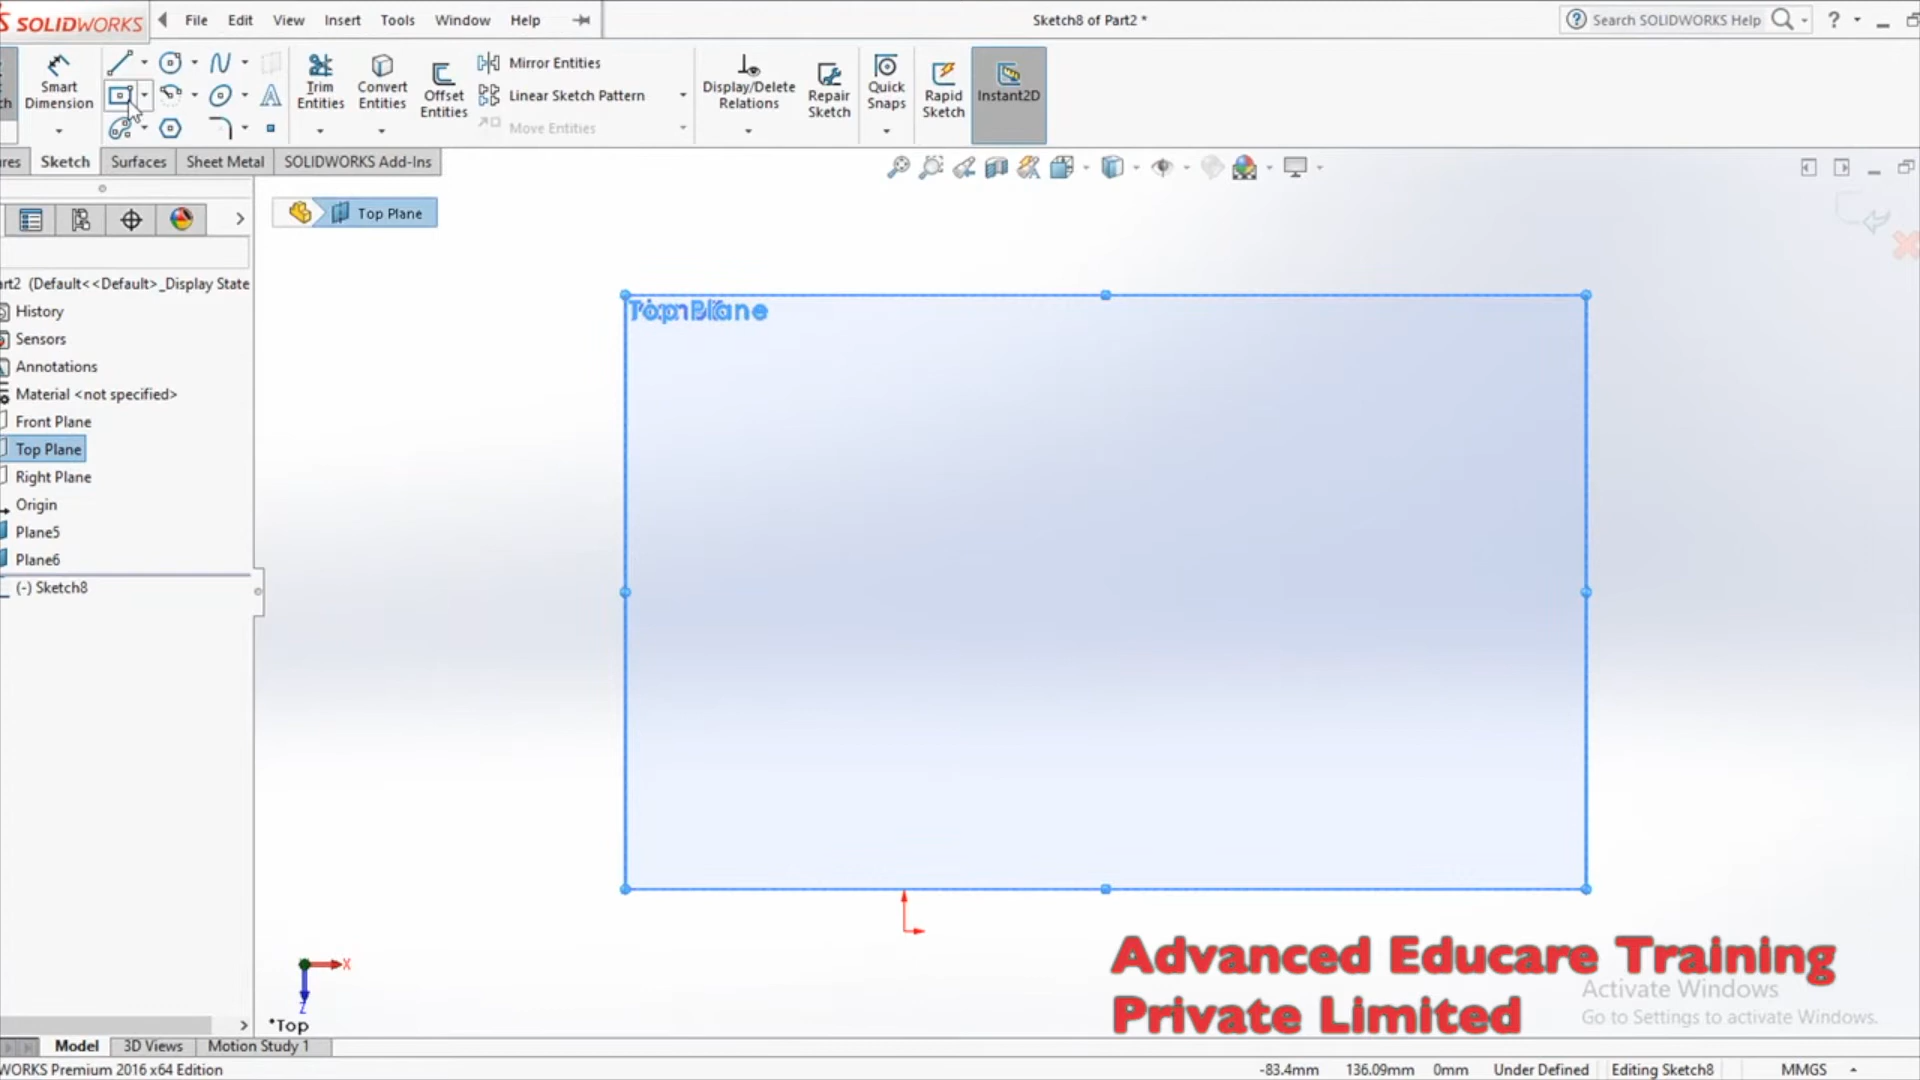 SOLIDWORKS
File
Edit
View
Insert
Tools
Window
Help
Sketch8 of Part2 *
Search SOLIDWORKS Help
?
Smart
Dimension
Trim
Entities
Convert
Entities
Offset
Entities
Mirror Entities
Linear Sketch Pattern
Move Entities
Display/Delete
Relations
Repair
Sketch
Quick
Snaps
Rapid
Sketch
Instant2D
ch
res
Sketch
Surfaces
Sheet Metal
SOLIDWORKS Add-Ins
Top Plane
art2 (Default<<Default>_Display State
History
Sensors
Annotations
Material <not specified>
Front Plane
Top Plane
Right Plane
Origin
Plane5
Plane6
(-) Sketch8
X
Z
*Top
Advanced Educare Training
Private Limited
Activate Windows
Go to Settings to activate Windows.
Model
3D Views
Motion Study 1
WORKS Premium 2016 x64 Edition
-83.4mm
136.09mm
0mm
Under Defined
Editing Sketch8
MMGS